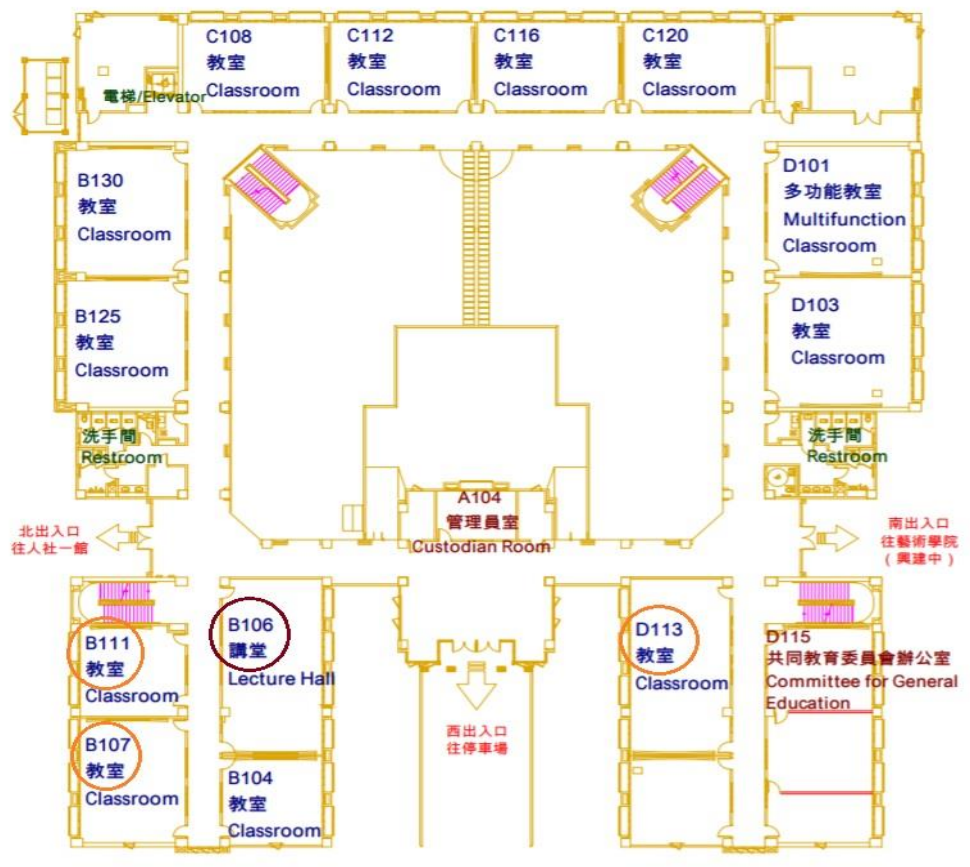 C108
教室
Classroom
C112
教室
Classroom
C116
教室
Classroom
C120
教室
Classroom
電梯/Elevator
B130
教室
Classroom
D101
多功能教室
Multifunction
Classroom
B125
教室
Classroom
D103
教室
Classroom
洗手間
Restroom
洗手間
Restroom
A104
管理員室
Custodian Room
北出入口
往人社一館
南出入口
往藝術學院
(興建中)
B111
教室
Classroom
B106
講堂
Lecture Hall
D113
教室
Classroom
D115
共同教育委員會辦公室
Committee for General
Education
西出入口
往停車場
B107
教室
Classroom
B104
教室
Classroom